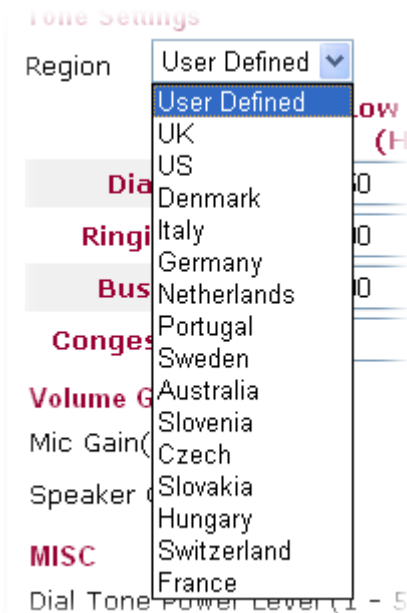 Tone Settings
Region User Defined
User Defined
UK
US
Denmark
Italy
Germany
Netherlands
Portugal
Sweden
Australia
Slovenia
Czech
Slovakia
Hungary
Switzerland
France
Volume
Mic Gain(
Speaker
MISC
Dial Tone Power Level (1 - 5